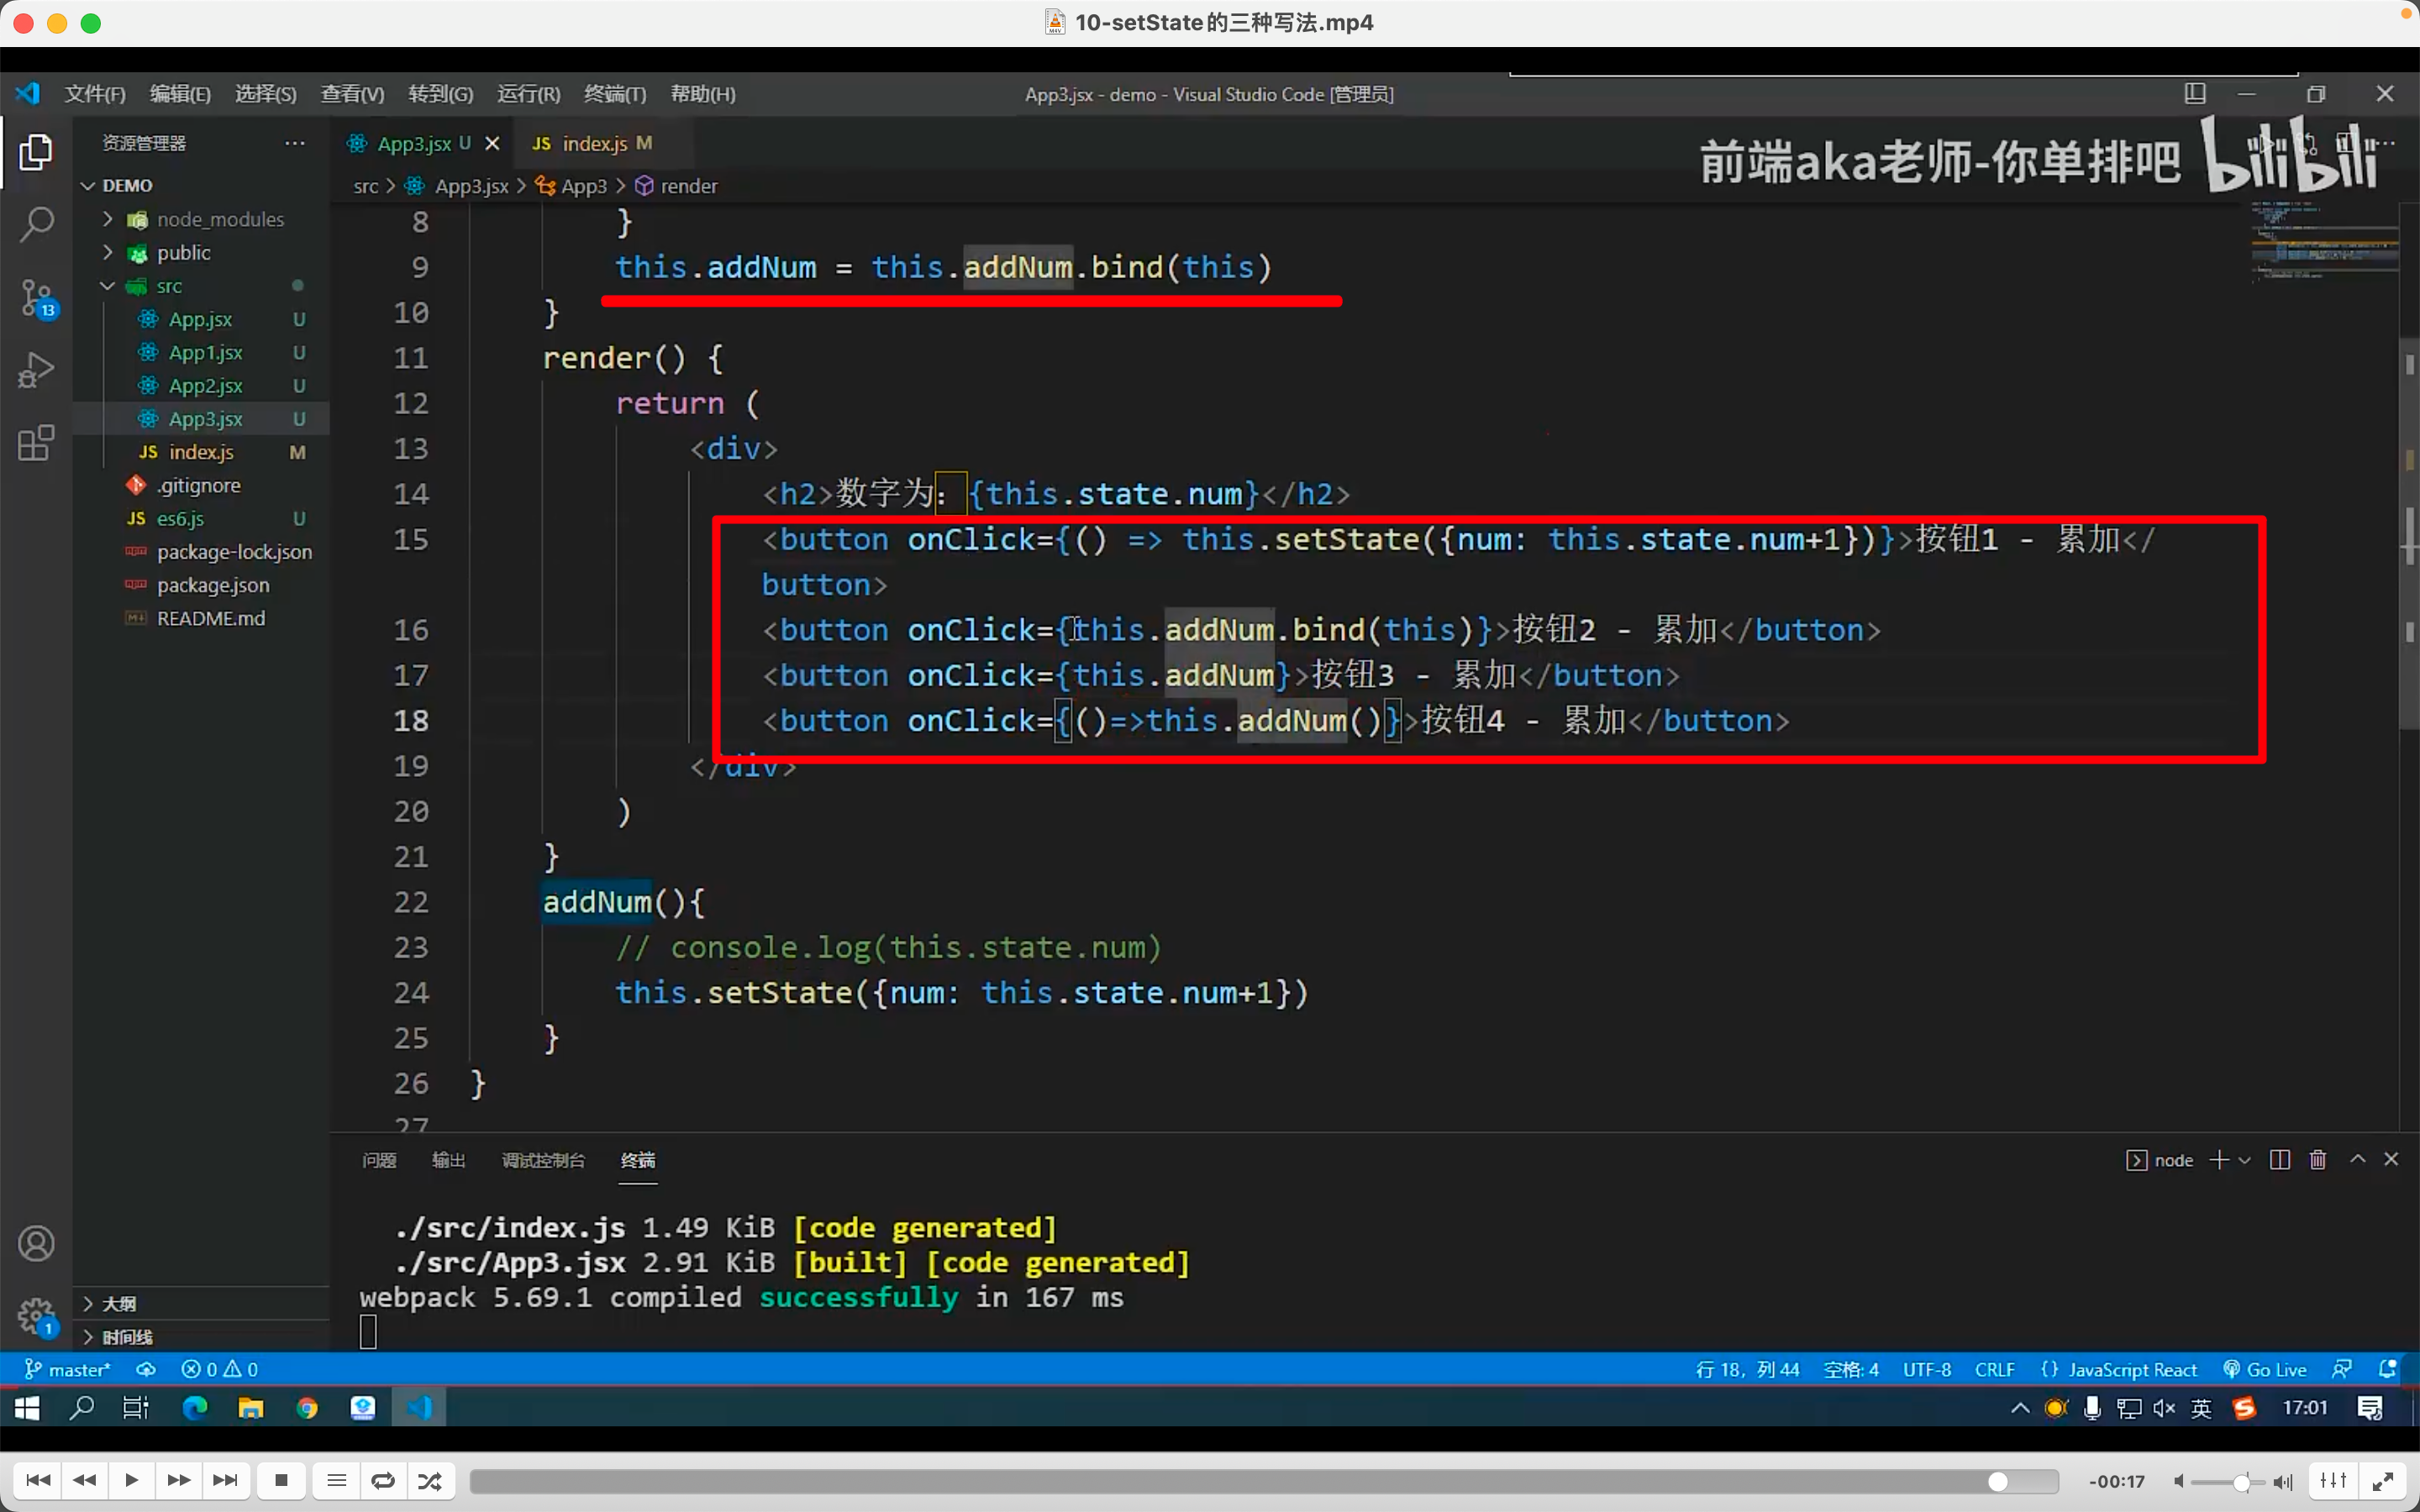 10-setState的三种写法.mp4
文件(F) 编辑(E) 选择(S) 查看(V) 转到(G) 运行(R) 终端(T) 帮助(H)
App3.jsx - demo - Visual Studio Code [管理员]
资源管理器
App3.jsx U
JS index.js M
前端aka老师-你单排吧 bilibili
src > App3.jsx > App3 > render
DEMO
node_modules
public
src
App.jsx U
App1.jsx U
App2.jsx U
App3.jsx U
JS index.js M
.gitignore
JS es6.js U
package-lock.json
package.json
README.md
大纲
时间线
13
1
8 }
9 this.addNum = this.addNum.bind(this)
10 }
11 render() {
12 return (
13 <div>
14 <h2>数字为：{this.state.num}</h2>
15 <button onClick={() => this.setState({num: this.state.num+1})}>按钮1 - 累加</
button>
16 <button onClick={this.addNum.bind(this)}>按钮2 - 累加</button>
17 <button onClick={this.addNum}>按钮3 - 累加</button>
18 <button onClick={()=>this.addNum()}>按钮4 - 累加</button>
19 </div>
20 )
21 }
22 addNum(){
23 // console.log(this.state.num)
24 this.setState({num: this.state.num+1})
25 }
26 }
27
问题 输出 调试控制台 终端
node
./src/index.js 1.49 KiB [code generated]
./src/App3.jsx 2.91 KiB [built] [code generated]
webpack 5.69.1 compiled successfully in 167 ms
master* 0 0
行 18，列 44 空格: 4 UTF-8 CRLF {} JavaScript React Go Live
英 17:01
-00:17